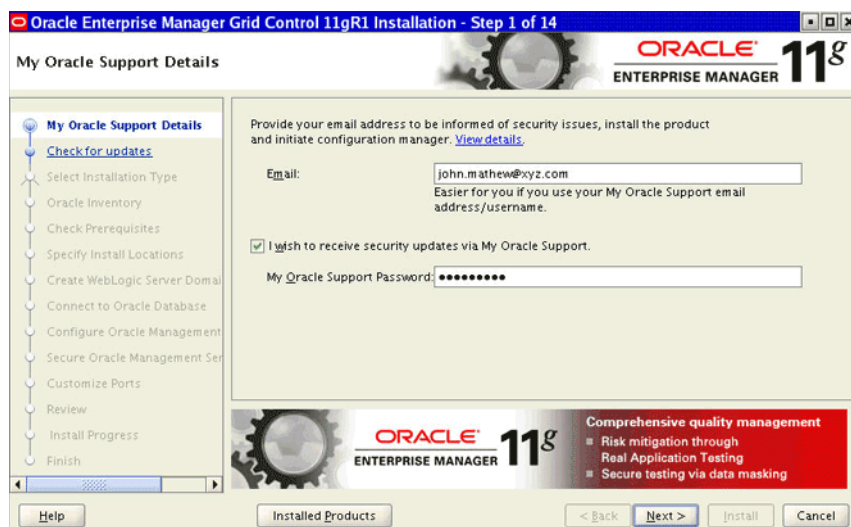 Oracle Enterprise Manager Grid Control 11gR1 Installation - Step 1 of 14
My Oracle Support Details
ORACLE
ENTERPRISE MANAGER 11g
My Oracle Support Details
Check for updates
Select Installation Type
Oracle Inventory
Check Prerequisites
Specify Install Locations
Create WebLogic Server Domai
Connect to Oracle Database
Configure Oracle Management
Secure Oracle Management Ser
Customize Ports
Review
Install Progress
Finish
Provide your email address to be informed of security issues, install the product
and initiate configuration manager. View details.
Email: john.mathew@xyz.com
Easier for you if you use your My Oracle Support email
address/username.
I wish to receive security updates via My Oracle Support.
My Oracle Support Password: •••••••••
ORACLE
ENTERPRISE MANAGER 11g
Comprehensive quality management
Risk mitigation through
Real Application Testing
Secure testing via data masking
Help Installed Products < Back Next > Install Cancel